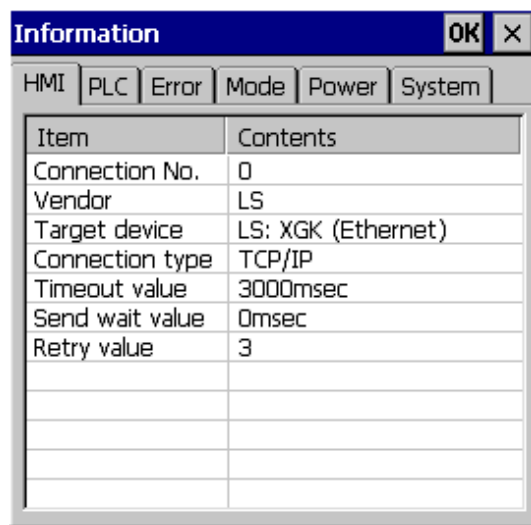 Information OK ×
HMI PLC Error Mode Power System
Item Contents
Connection No. 0
Vendor LS
Target device LS: XGK (Ethernet)
Connection type TCP/IP
Timeout value 3000msec
Send wait value 0msec
Retry value 3